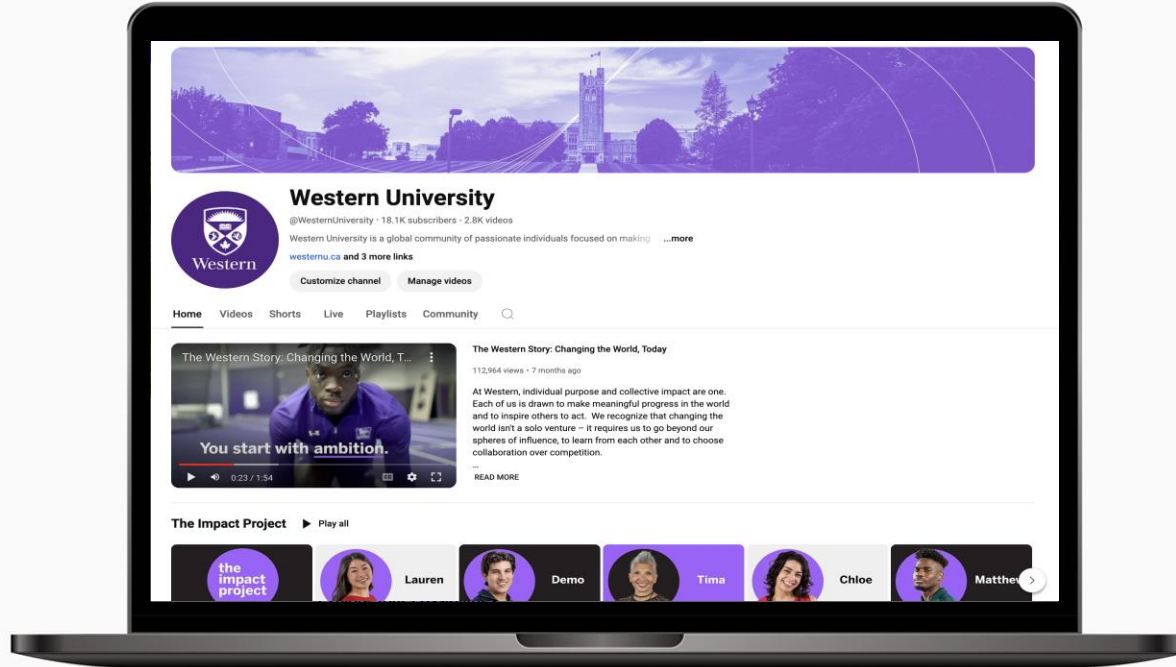 Western
Western University
@WesternUniversity · 18.1K subscribers · 2.8K videos
Western University is a global community of passionate individuals focused on making ...more
westernu.ca and 3 more links
Customize channel Manage videos
Home Videos Shorts Live Playlists Community
The Western Story: Changing the World, T...
You start with ambition.
0:23 / 1:54
The Western Story: Changing the World, Today
112,964 views · 7 months ago
At Western, individual purpose and collective impact are one.
Each of us is drawn to make meaningful progress in the world
and to inspire others to act. We recognize that changing the
world isn't a solo venture – it requires us to go beyond our
spheres of influence, to learn from each other and to choose
collaboration over competition.
...
READ MORE
The Impact Project Play all
the
impact
project
Lauren
Demo
Tima
Chloe
Matthew